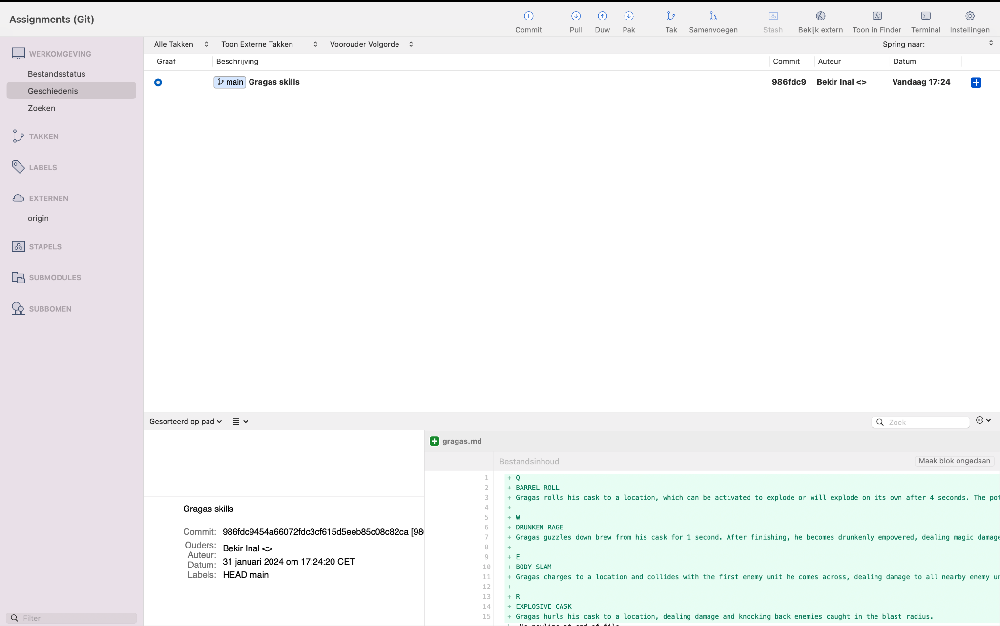 Assignments (Git)
Commit
Pull
Duw
Pak
Tak
Samenvoegen
Stash
Bekijk extern
Toon in Finder
Terminal
Instellingen
WERKOMGEVING
Bestandsstatus
Geschiedenis
Zoeken
TAKKEN
LABELS
EXTERNEN
origin
STAPELS
SUBMODULES
SUBBOMEN
Filter
Alle Takken
Toon Externe Takken
Voorouder Volgorde
Spring naar:
Graaf
Beschrijving
Commit
Auteur
Datum
main Gragas skills
986fdc9
Bekir Inal <>
Vandaag 17:24
Gesorteerd op pad
Zoek
Gragas skills
Commit: 986fdc9454a66072fdc3cf615d5eeb85c08c82ca [98
Ouders:
Auteur: Bekir Inal <>
Datum: 31 januari 2024 om 17:24:20 CET
Labels: HEAD main
gragas.md
Bestandsinhoud
Maak blok ongedaan
1 + Q
2 + BARREL ROLL
3 + Gragas rolls his cask to a location, which can be activated to explode or will explode on its own after 4 seconds. The
4 +
5 + W
6 + DRUNKEN RAGE
7 + Gragas guzzles down brew from his cask for 1 second. After finishing, he becomes drunkenly empowered, dealing magic damage
8 +
9 + E
10 + BODY SLAM
11 + Gragas charges to a location and collides with the first enemy unit he comes across, dealing damage to all nearby enemy
12 +
13 + R
14 + EXPLOSIVE CASK
15 + Gragas hurls his cask to a location, dealing damage and knocking back enemies caught in the blast radius.
\ No newline at end of file